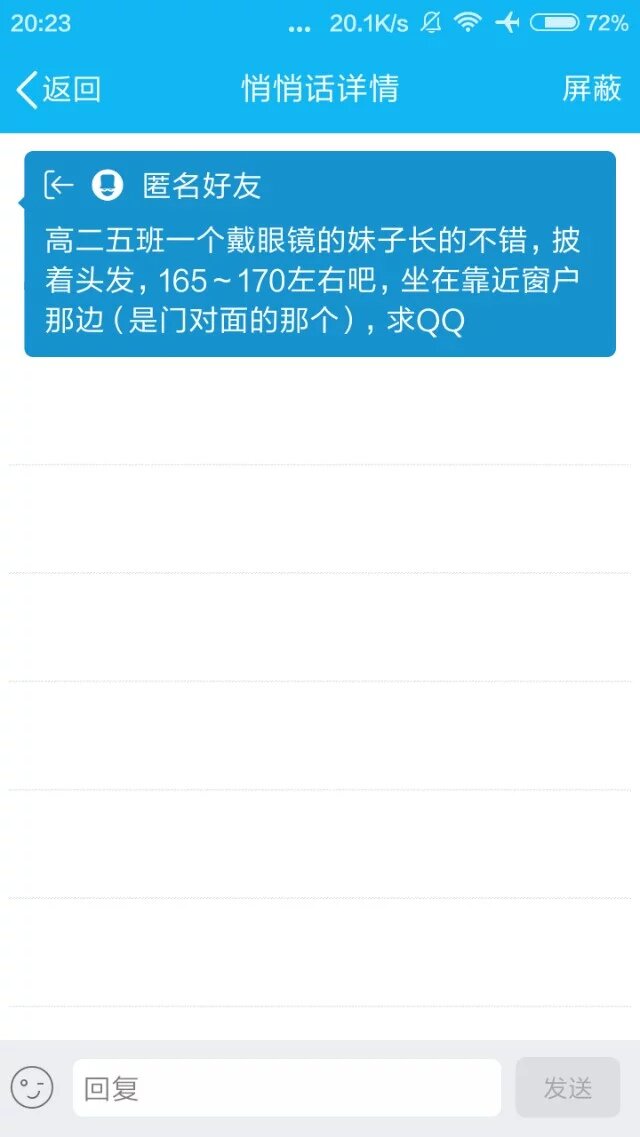 20:23 ... 20.1K/s 72%
返回 悄悄话详情 屏蔽
匿名好友
高二五班一个戴眼镜的妹子长的不错，披
着头发，165～170左右吧，坐在靠近窗户
那边（是门对面的那个），求QQ
回复 发送